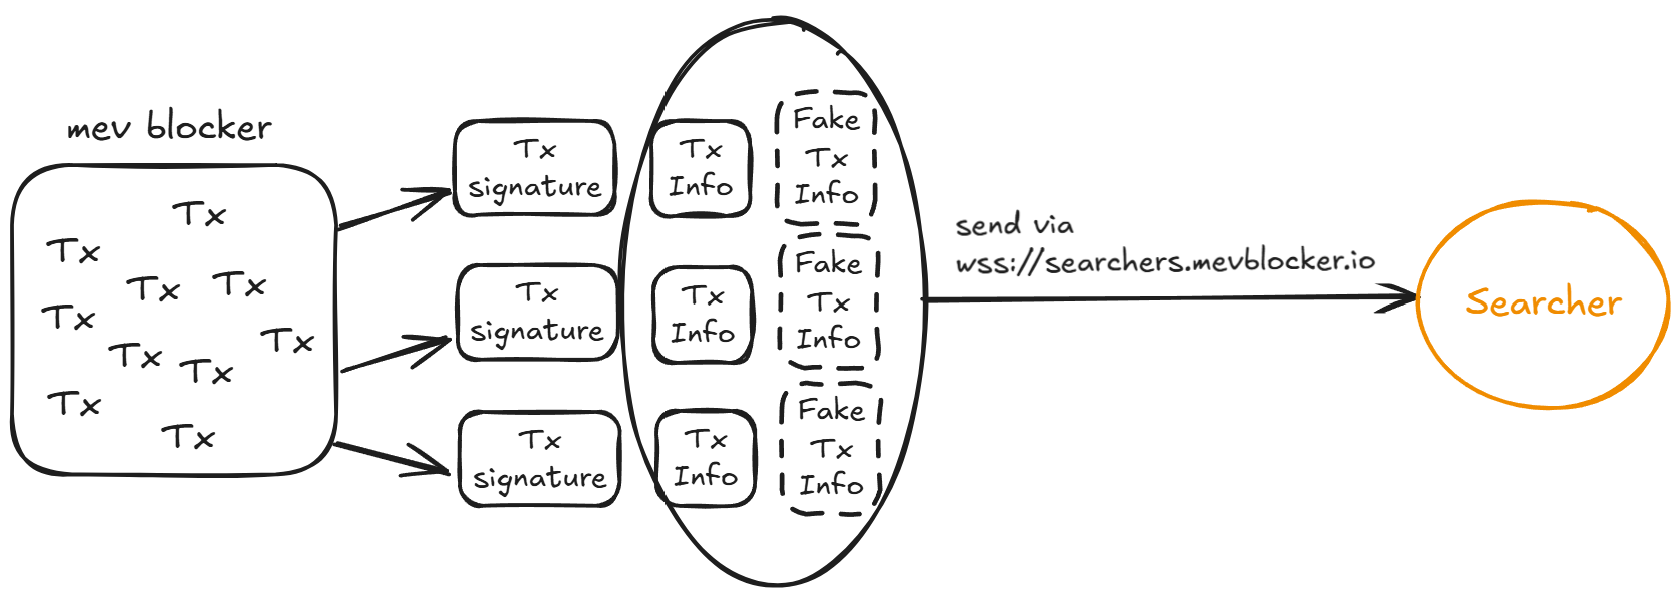 mev blocker
Tx
Tx
Tx
Tx
Tx
Tx
Tx
Tx
Tx
Tx
Tx
signature
Tx
Info
Fake
Tx
Info
Tx
signature
Tx
Info
Fake
Tx
Info
Tx
signature
Tx
Info
Fake
Tx
Info
send via
wss://searchers.mevblocker.io
Searcher